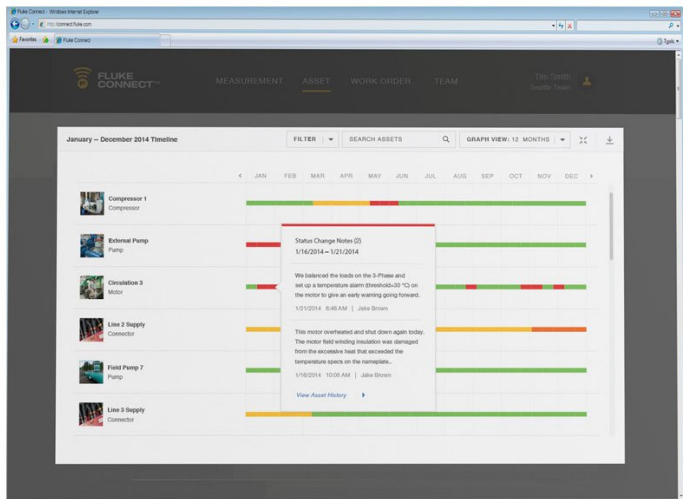 Fluke Connect - Windows Internet Explorer
http://connect.fluke.com
Favorites
Fluke Connect
Tools
FLUKE
CONNECT™
MEASUREMENT ASSET WORK ORDER TEAM
Tim Smith
Seattle Team
January – December 2014 Timeline
FILTER
SEARCH ASSETS
GRAPH VIEW: 12 MONTHS
JAN FEB MAR APR MAY JUN JUL AUG SEP OCT NOV DEC
Compressor 1
Compressor
External Pump
Pump
Circulation 3
Motor
Line 2 Supply
Connector
Field Pump 7
Pump
Line 3 Supply
Connector
Status Change Notes (2)
1/16/2014 – 1/21/2014
We balanced the loads on the 3-Phase and
set up a temperature alarm (threshold=30 °C) on
the motor to give an early warning going forward.
1/21/2014 8:46 AM | Jake Brown
This motor overheated and shut down again today.
The motor field winding insulation was damaged
from the excessive heat that exceeded the
temperature specs on the nameplate..
1/16/2014 10:05 AM | Jake Brown
View Asset History